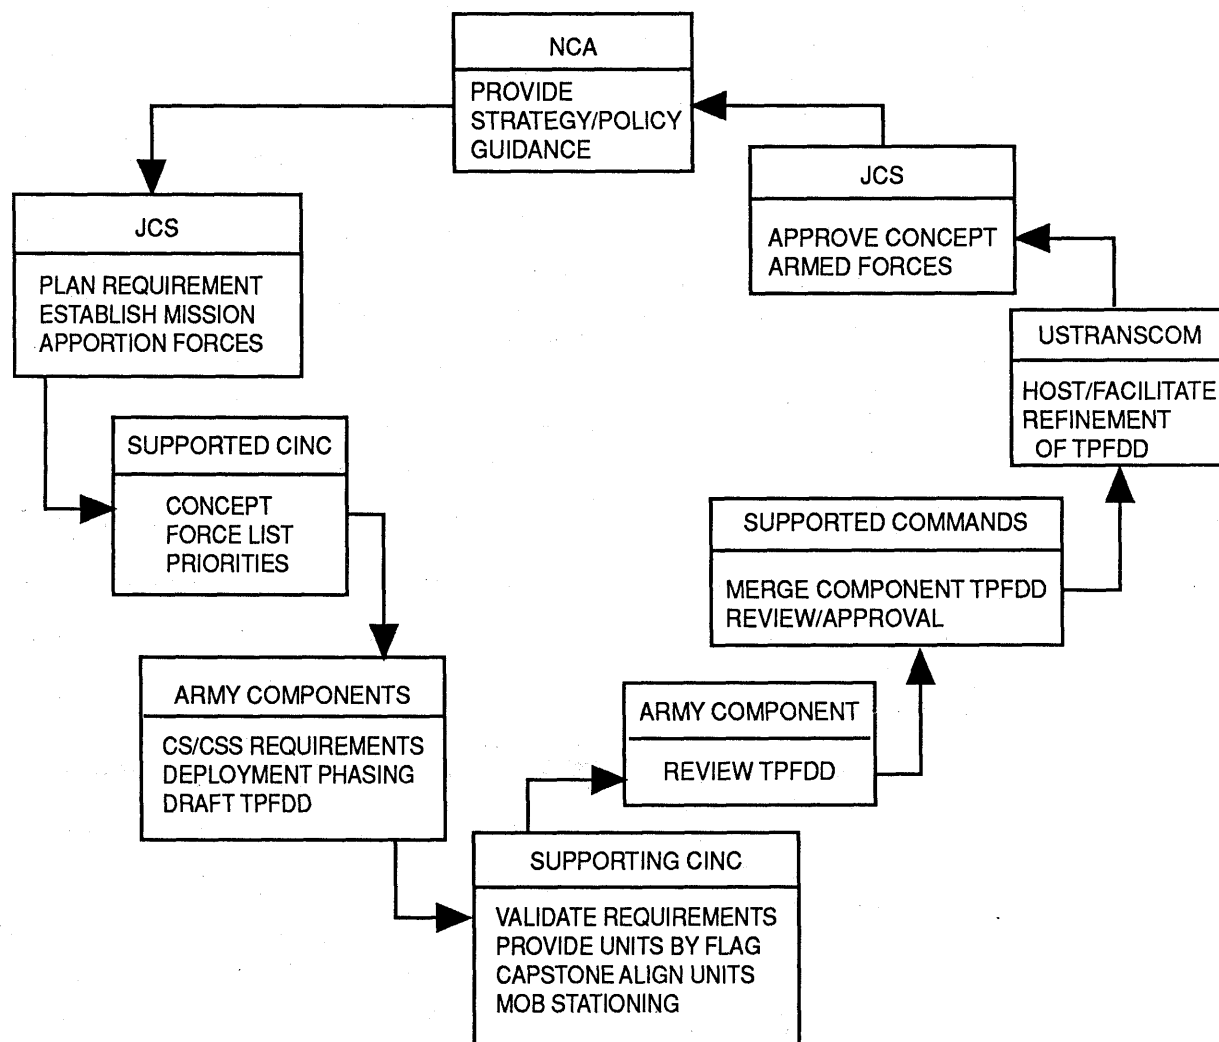 NCA
PROVIDE
STRATEGY/POLICY
GUIDANCE
JCS
PLAN REQUIREMENT
ESTABLISH MISSION
APPORTION FORCES
SUPPORTED CINC
CONCEPT
FORCE LIST
PRIORITIES
ARMY COMPONENTS
CS/CSS REQUIREMENTS
DEPLOYMENT PHASING
DRAFT TPFDD
SUPPORTING CINC
VALIDATE REQUIREMENTS
PROVIDE UNITS BY FLAG
CAPSTONE ALIGN UNITS
MOB STATIONING
ARMY COMPONENT
REVIEW TPFDD
SUPPORTED COMMANDS
MERGE COMPONENT TPFDD
REVIEW/APPROVAL
USTRANSCOM
HOST/FACILITATE
REFINEMENT
OF TPFDD
JCS
APPROVE CONCEPT
ARMED FORCES